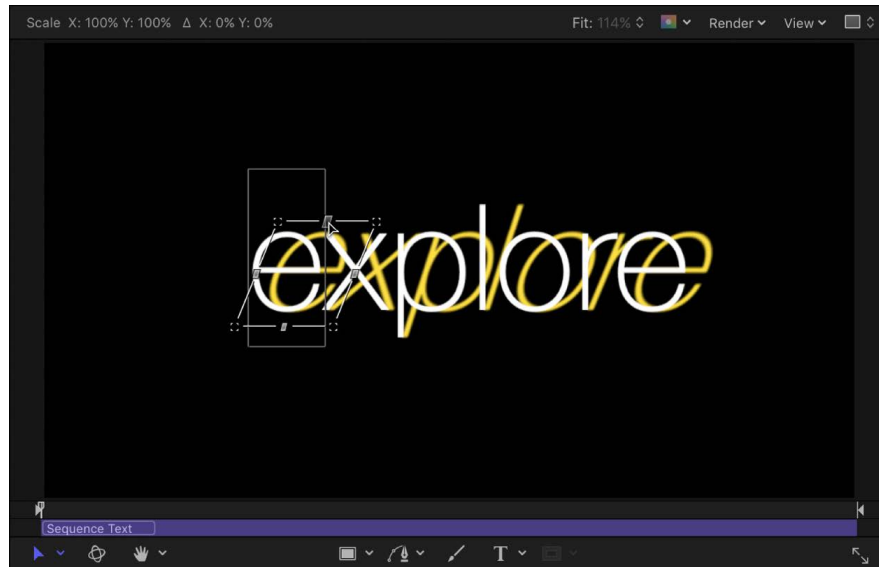 Scale X: 100% Y: 100% Δ X: 0% Y: 0% Fit: 114% Render View
explore
Sequence Text
T